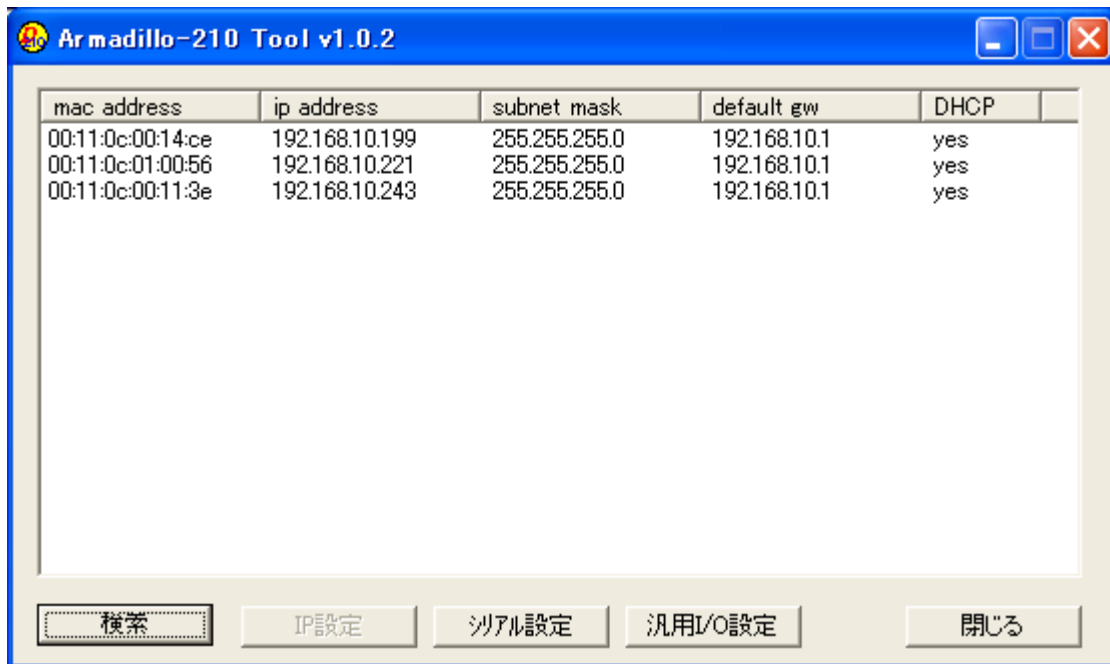 Armadillo-210 Tool v1.0.2
mac address ip address subnet mask default gw DHCP
00:11:0c:00:14:ce 192.168.10.199 255.255.255.0 192.168.10.1 yes
00:11:0c:01:00:56 192.168.10.221 255.255.255.0 192.168.10.1 yes
00:11:0c:00:11:3e 192.168.10.243 255.255.255.0 192.168.10.1 yes
検索 IP設定 シリアル設定 汎用I/O設定 閉じる